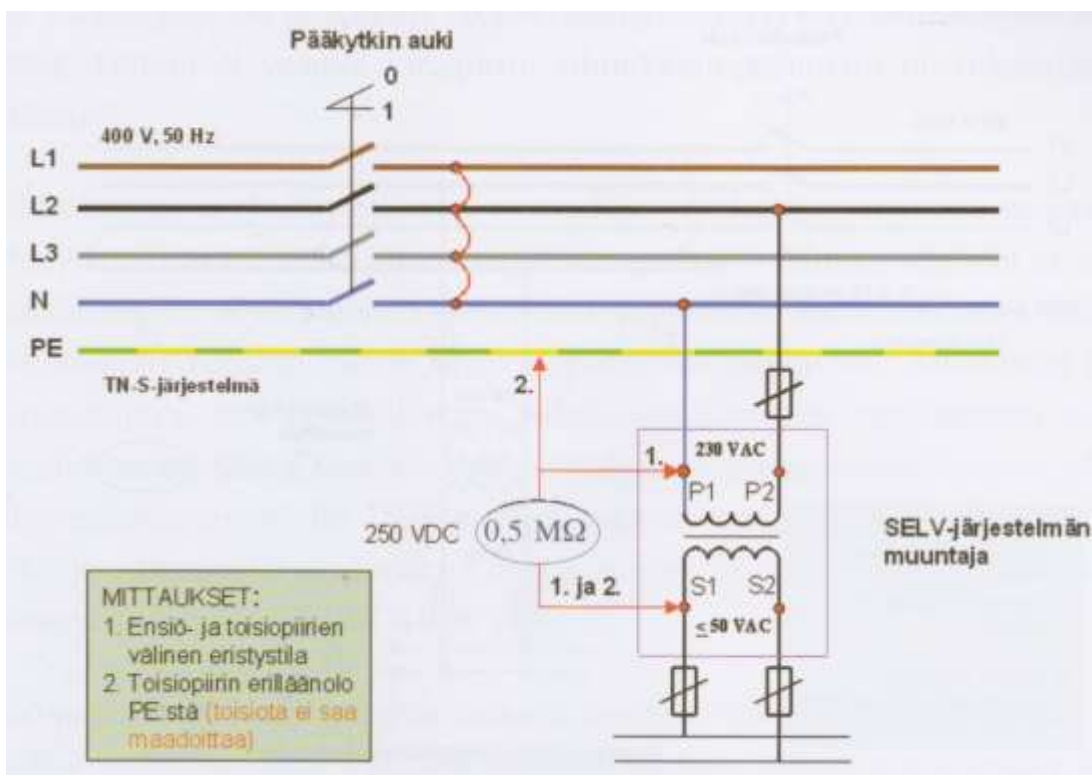 Pääkytkin auki
0
1
400 V, 50 Hz
L1
L2
L3
N
PE
TN-S-järjestelmä
2.
1.
230 VAC
P1 P2
250 VDC
0,5 MΩ
SELV-järjestelmän
muuntaja
1. ja 2.
S1 S2
≤ 50 VAC
MITTAUKSET:
1. Ensiö- ja toisiopiirien
välinen eristystila
2. Toisiopiirin erilläänolo
PE:stä (toisiota ei saa
maadoittaa)